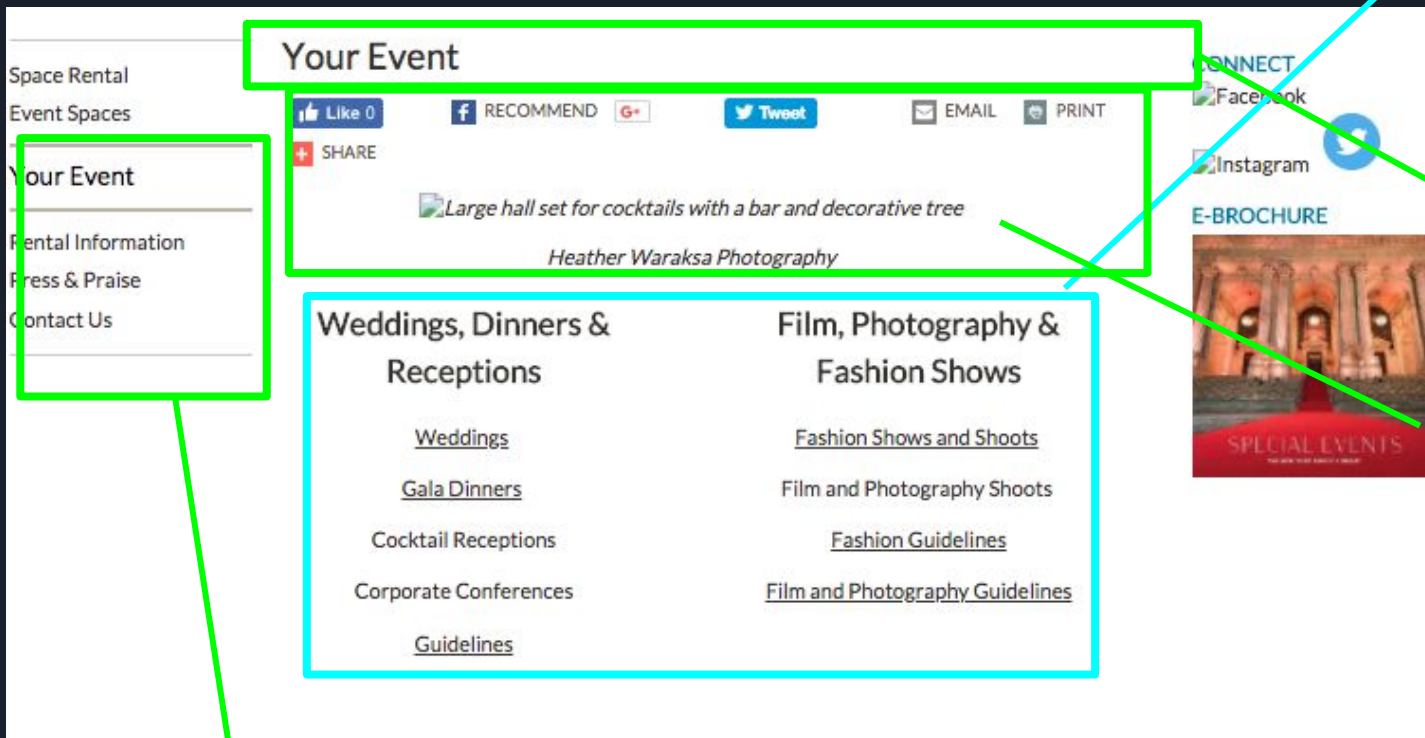 Space Rental
Event Spaces
Your Event
Rental Information
Press & Praise
Contact Us
Your Event
Like 0 RECOMMEND G+ Tweet EMAIL PRINT
SHARE
Large hall set for cocktails with a bar and decorative tree
Heather Waraksa Photography
Weddings, Dinners &
Receptions
Weddings
Gala Dinners
Cocktail Receptions
Corporate Conferences
Guidelines
Film, Photography &
Fashion Shows
Fashion Shows and Shoots
Film and Photography Shoots
Fashion Guidelines
Film and Photography Guidelines
CONNECT
Facebook
Instagram
E-BROCHURE
SPECIAL EVENTS